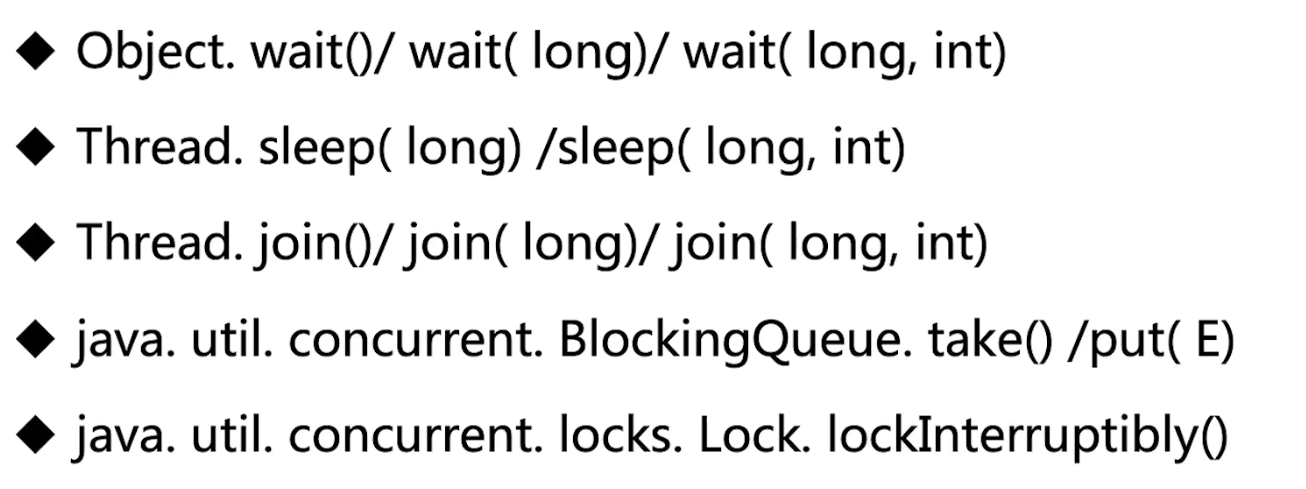 ◆ Object. wait()/ wait( long)/ wait( long, int)
◆ Thread. sleep( long) /sleep( long, int)
◆ Thread. join()/ join( long)/ join( long, int)
◆ java. util. concurrent. BlockingQueue. take() /put( E)
◆ java. util. concurrent. locks. Lock. lockInterruptibly()